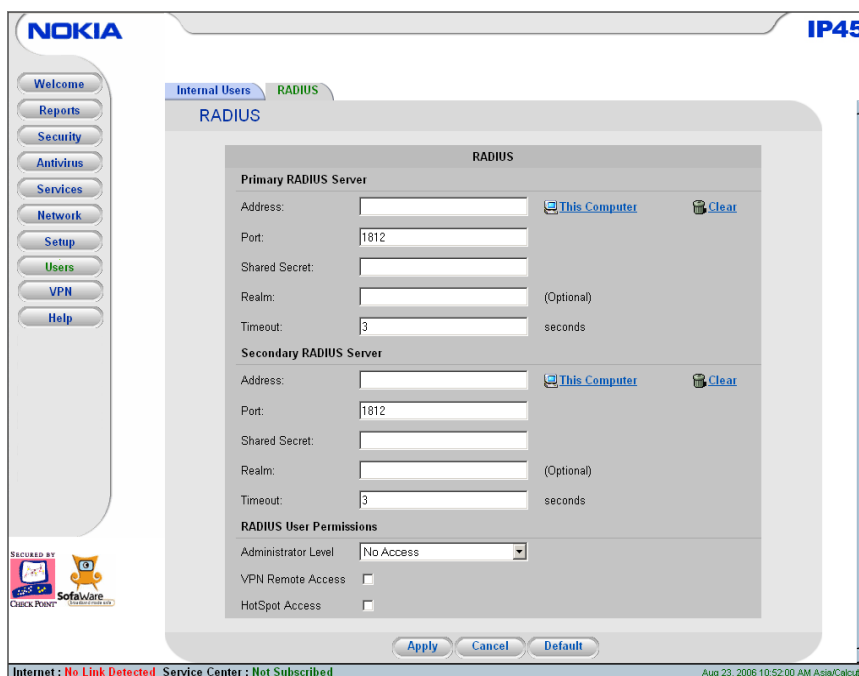 NOKIA
IP45
Welcome
Reports
Security
Antivirus
Services
Network
Setup
Users
VPN
Help
Internal Users
RADIUS
RADIUS
RADIUS
Primary RADIUS Server
Address:
This Computer
Clear
Port:
1812
Shared Secret:
Realm:
(Optional)
Timeout:
3
seconds
Secondary RADIUS Server
Address:
This Computer
Clear
Port:
1812
Shared Secret:
Realm:
(Optional)
Timeout:
3
seconds
RADIUS User Permissions
Administrator Level
No Access
VPN Remote Access
HotSpot Access
SECURED BY
CHECK POINT
SofaWare
Apply
Cancel
Default
Internet : No Link Detected Service Center : Not Subscribed
Aug 23, 2006 10:52:00 AM Asia/Calcut